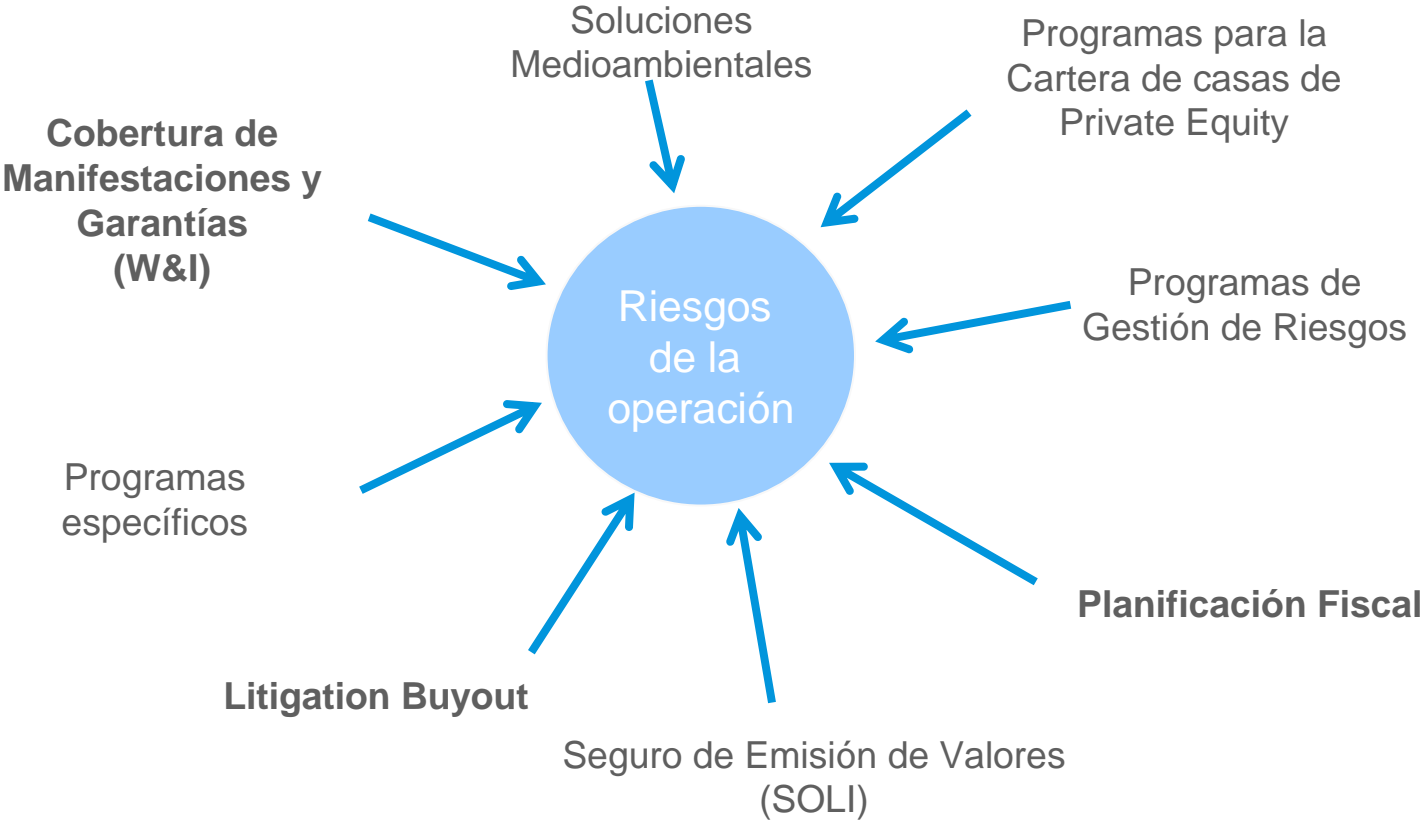 Soluciones
Medioambientales
Programas para la
Cartera de casas de
Private Equity
Cobertura de
Manifestaciones y
Garantías
(W&I)
Riesgos
de la
operación
Programas de
Gestión de Riesgos
Programas
específicos
Planificación Fiscal
Litigation Buyout
Seguro de Emisión de Valores
(SOLI)